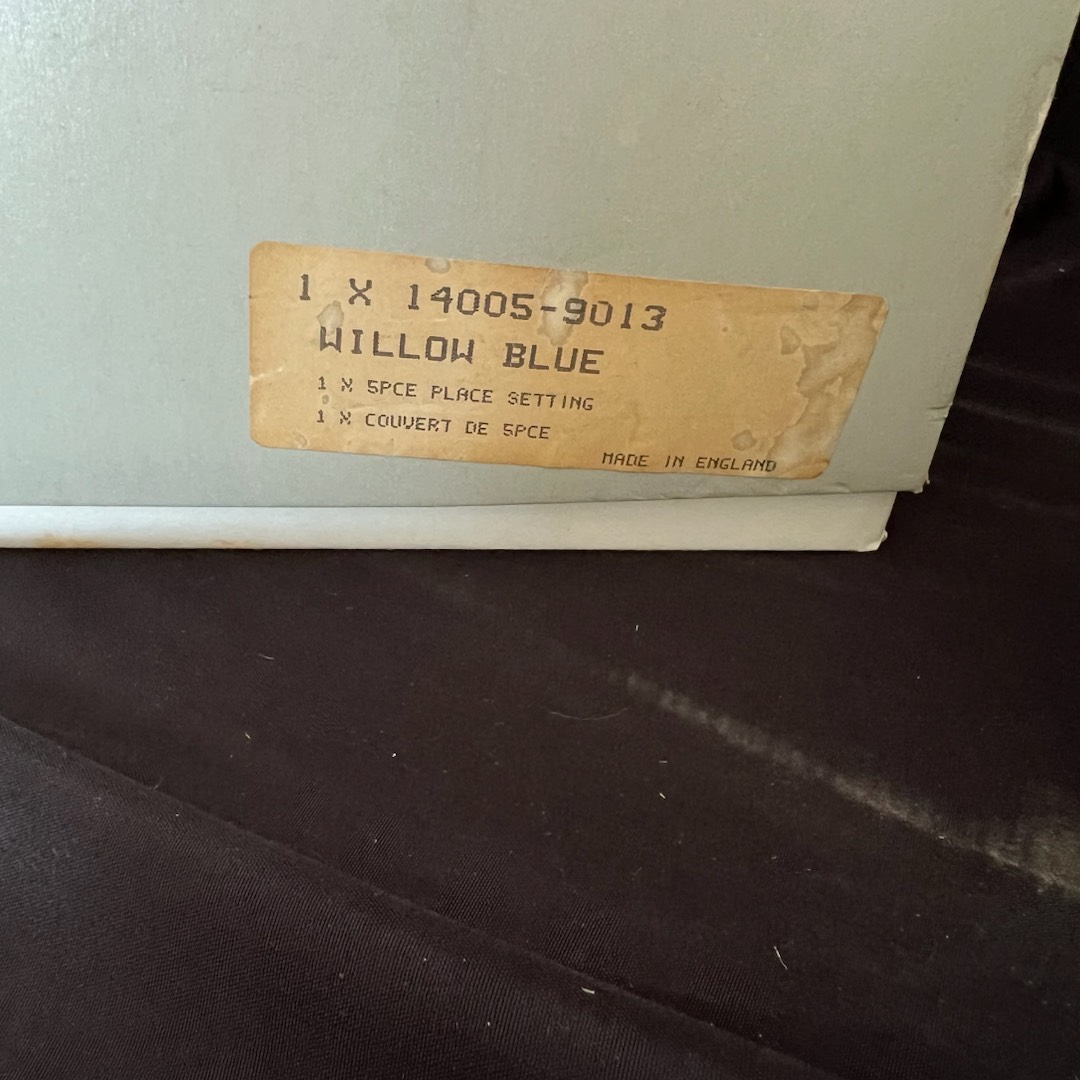 1 X 14005-9013
WILLOW BLUE
1 X 5PCE PLACE SETTING
1 X COUVERT DE 5PCE
MADE IN ENGLAND